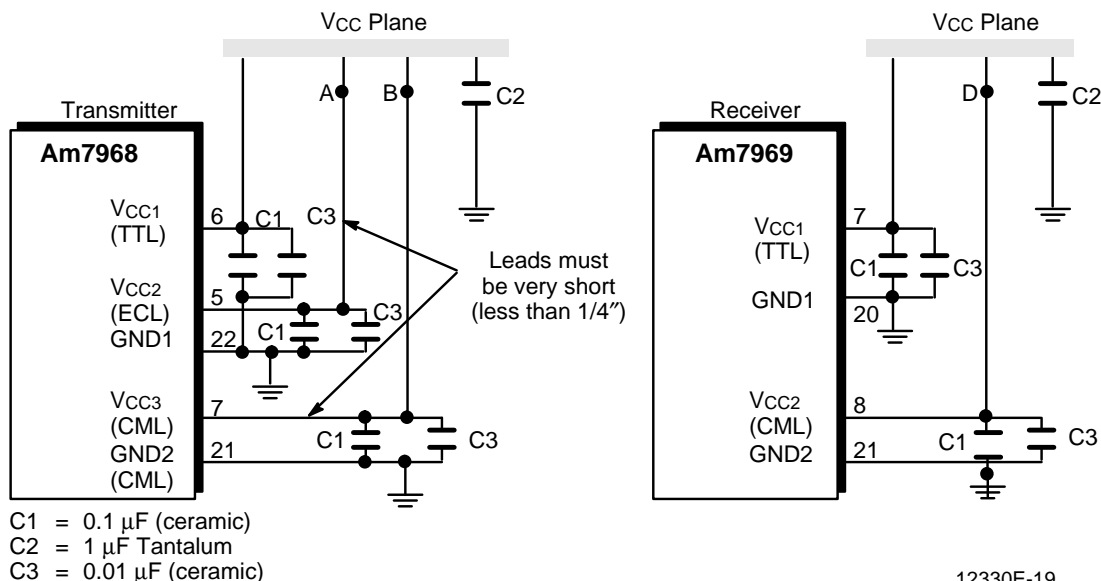 VCC Plane
A
B
C2
Transmitter
Am7968
VCC1
(TTL)
6
C1
C3
VCC2
(ECL)
5
GND1
22
C1
C3
Leads must
be very short
(less than 1/4″)
VCC3
(CML)
7
GND2
(CML)
21
C1
C3
VCC Plane
D
C2
Receiver
Am7969
VCC1
(TTL)
7
C1
C3
GND1
20
VCC2
(CML)
8
GND2
21
C1
C3
C1 = 0.1 μF (ceramic)
C2 = 1 μF Tantalum
C3 = 0.01 μF (ceramic)
12330E-19